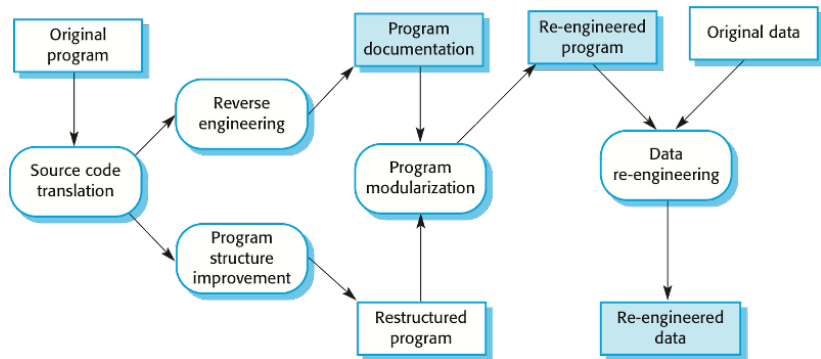 Original
program
Program
documentation
Re-engineered
program
Original data
Reverse
engineering
Source code
translation
Program
modularization
Data
re-engineering
Program
structure
improvement
Restructured
program
Re-engineered
data